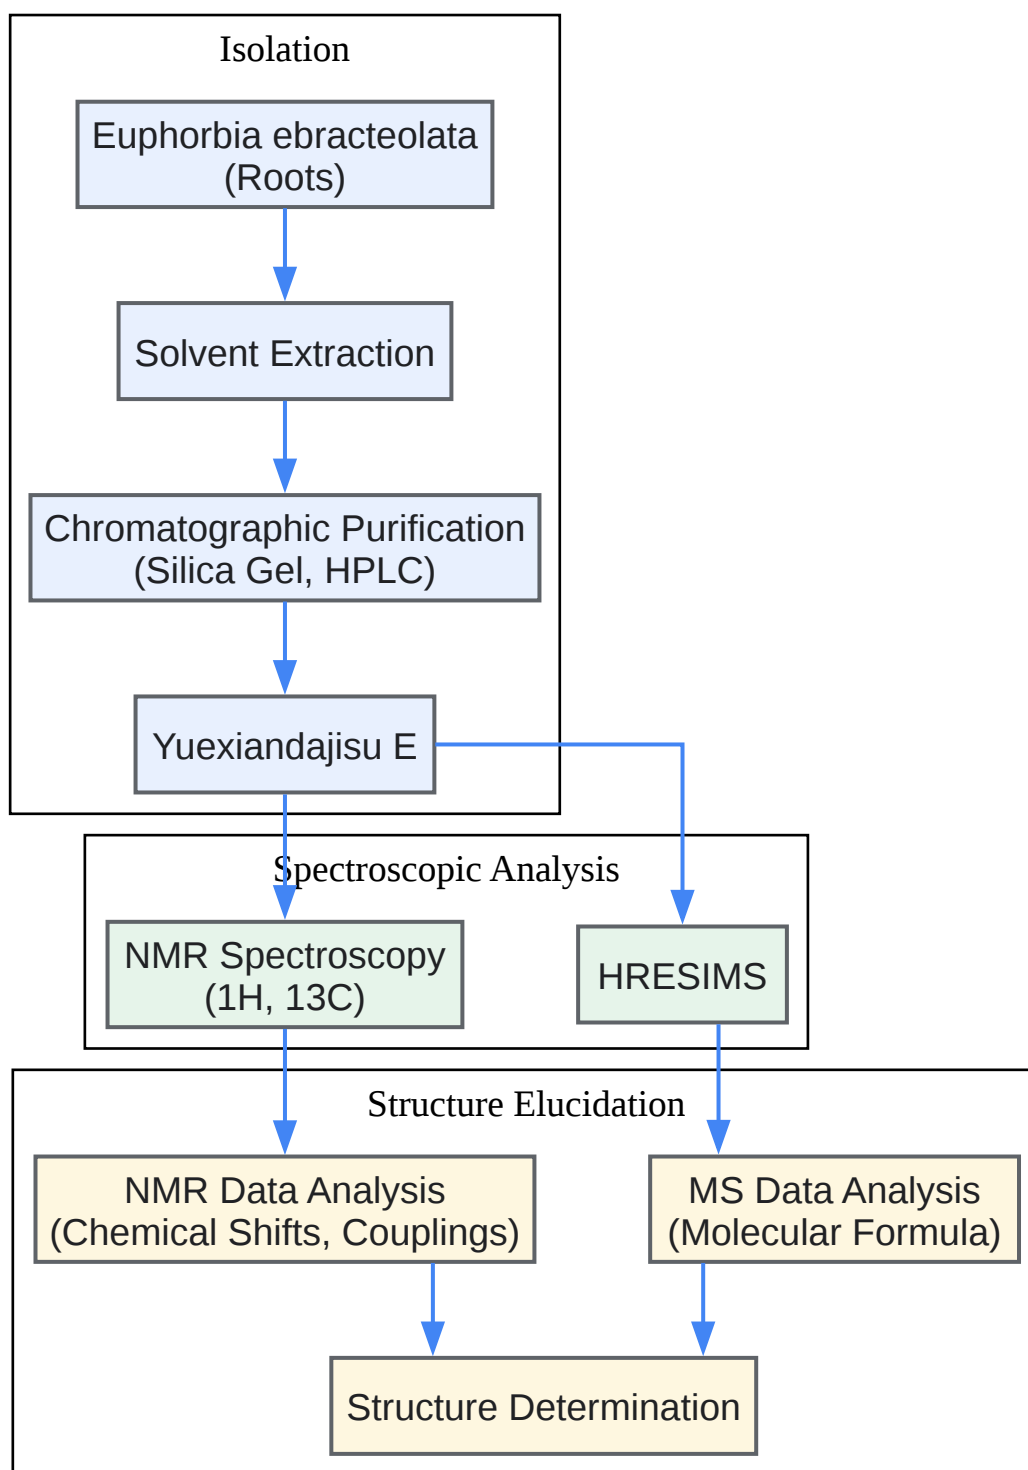 Isolation
Euphorbia ebracteolata
(Roots)
Solvent Extraction
Chromatographic Purification
(Silica Gel, HPLC)
Yuexiandajisu E
Spectroscopic Analysis
NMR Spectroscopy
(1H, 13C)
HRESIMS
Structure Elucidation
NMR Data Analysis
(Chemical Shifts, Couplings)
MS Data Analysis
(Molecular Formula)
Structure Determination